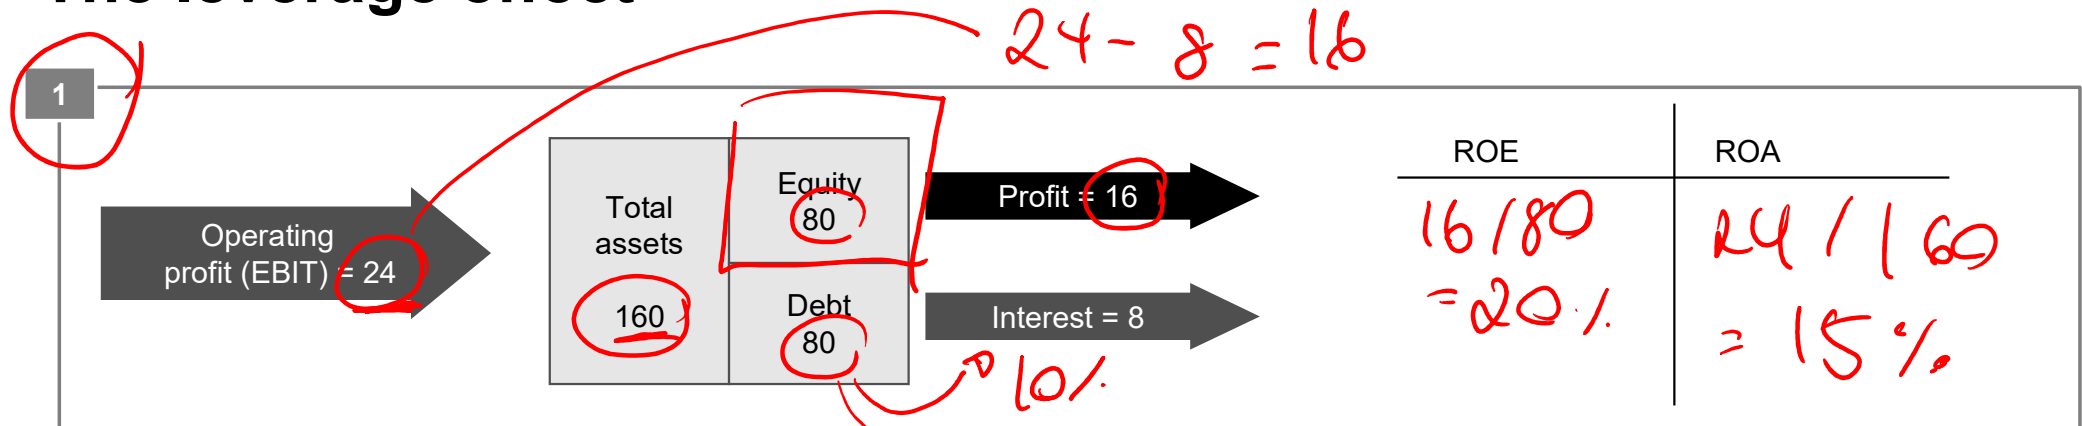 24 - 8 = 16
1
Operating
profit (EBIT) = 24
Total
assets
160
Equity
80
Debt
80
Profit = 16
Interest = 8
10%
ROE
ROA
16/80
= 20%
24/160
= 15%